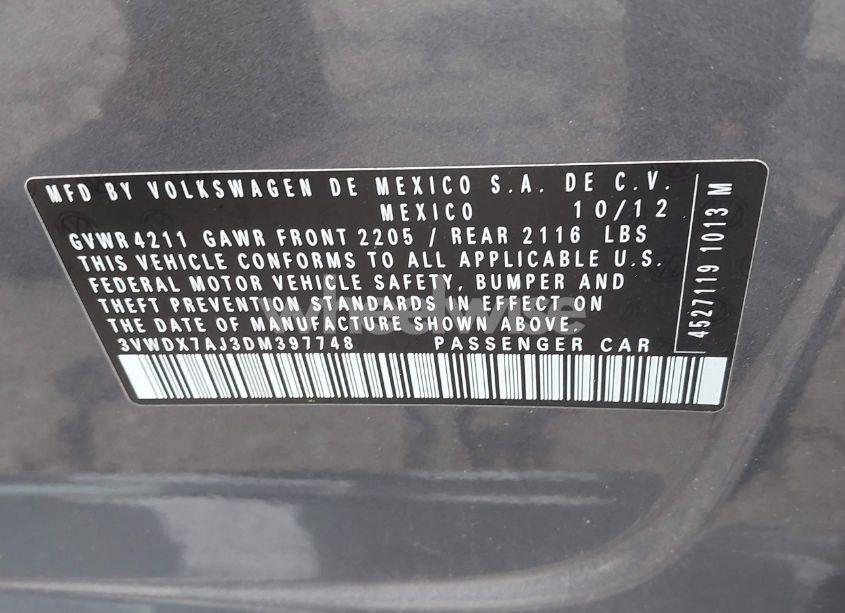 MFD BY VOLKSWAGEN DE MEXICO S.A. DE C.V.
MEXICO 10/12
GVWR 4211 GAWR FRONT 2205 / REAR 2116 LBS
THIS VEHICLE CONFORMS TO ALL APPLICABLE U.S.
FEDERAL MOTOR VEHICLE SAFETY, BUMPER AND
THEFT PREVENTION STANDARDS IN EFFECT ON
THE DATE OF MANUFACTURE SHOWN ABOVE.
3VWDX7AJ3DM397748 PASSENGER CAR
4527119 1013 M
wheelwise